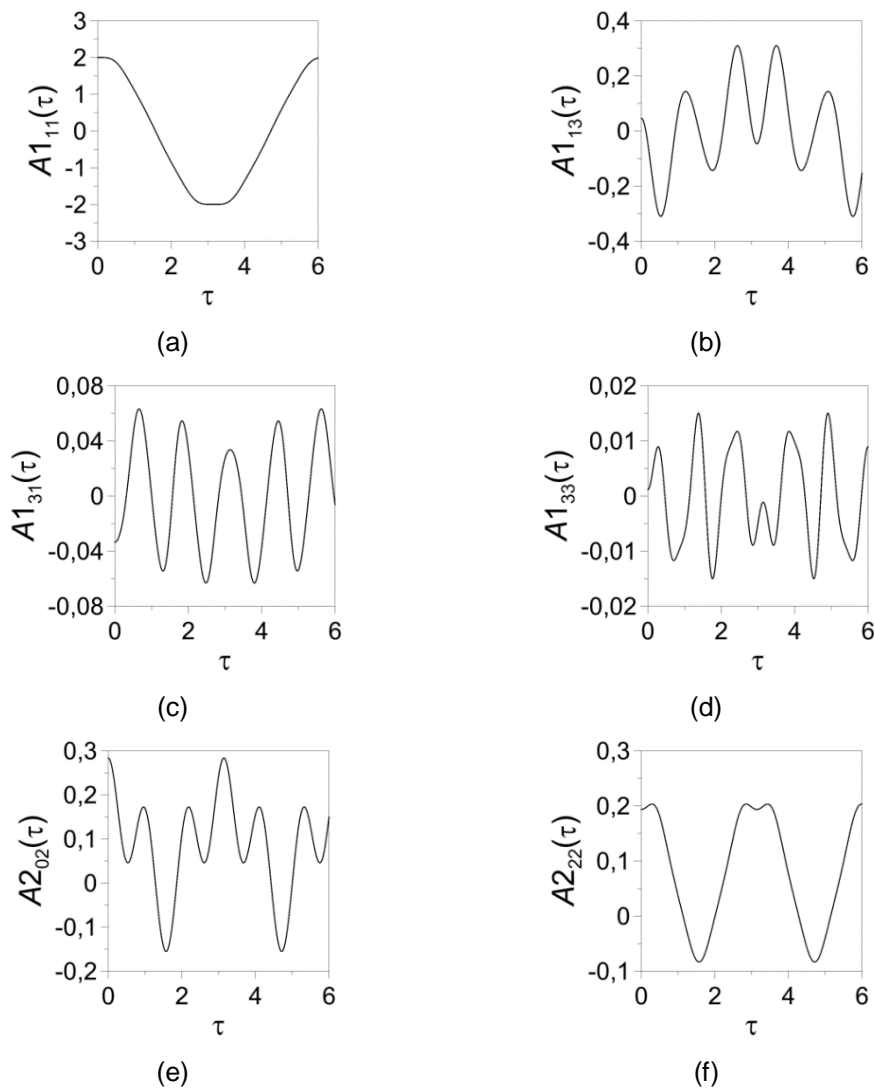 3
2
1
0
-1
-2
-3
A1₁₁(τ)
0 2 4 6
τ
(a)
0,4
0,2
0
-0,2
-0,4
A1₁₃(τ)
0 2 4 6
τ
(b)
0,08
0,04
0
-0,04
-0,08
A1₃₁(τ)
0 2 4 6
τ
(c)
0,02
0,01
0
-0,01
-0,02
A1₃₃(τ)
0 2 4 6
τ
(d)
0,3
0,2
0,1
0
-0,1
-0,2
A2₀₂(τ)
0 2 4 6
τ
(e)
0,3
0,2
0,1
0
-0,1
A2₂₂(τ)
0 2 4 6
τ
(f)